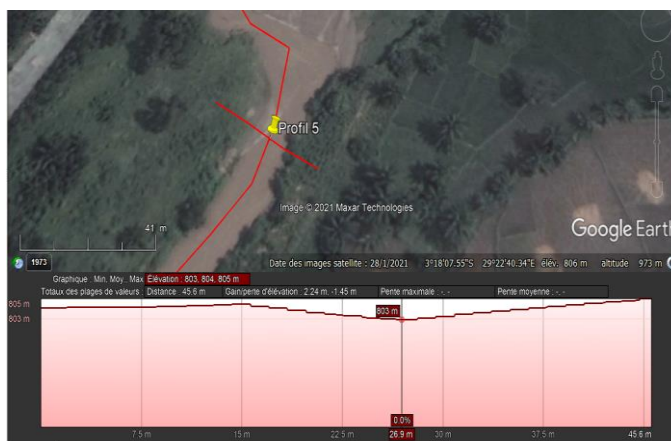 Profil 5
Image © 2021 Maxar Technologies
41 m
Google Earth
1973
Date des images satellite : 28/1/2021 3°18'07.55"S 29°22'40.34"E élév. 806 m altitude 973 m
Graphique : Min, Moy., Max Élévation : 803, 804, 805 m
Totaux des plages de valeurs : Distance : 45.6 m Gain/perte d'élévation : 2.24 m, -1.45 m Pente maximale : -, - Pente moyenne : -, -
805 m
803 m
803 m
0.0%
7.5 m 15 m 22.5 m 26.9 m 30 m 37.5 m 45.6 m